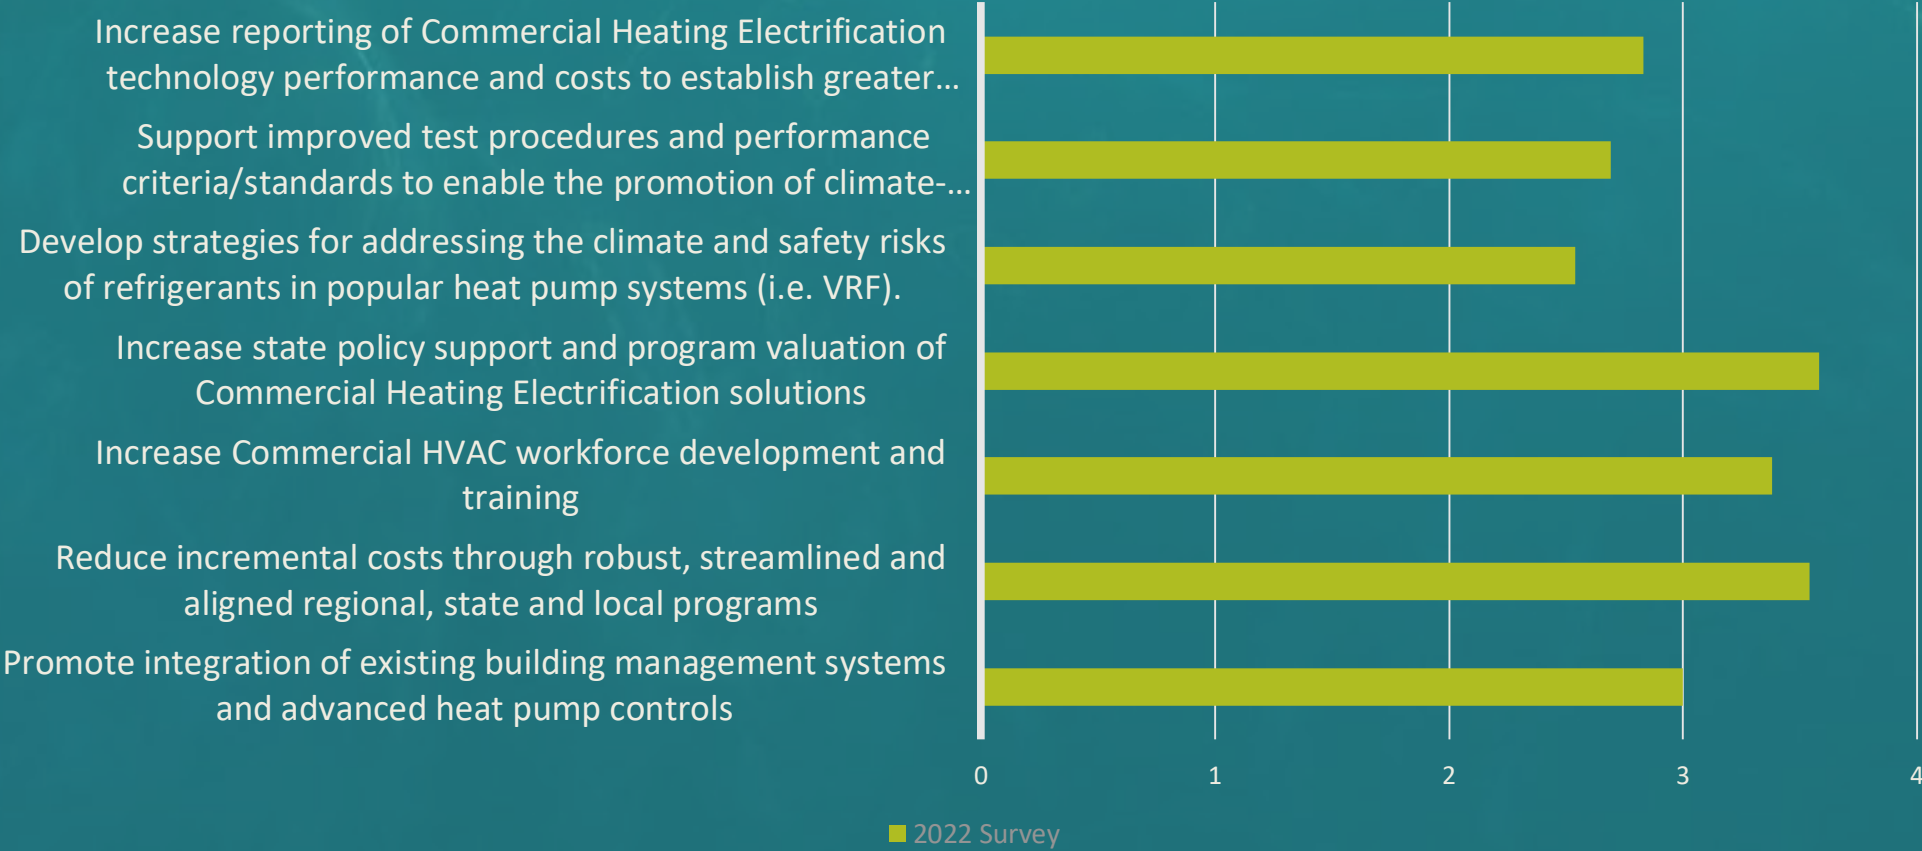 Increase reporting of Commercial Heating Electrification
technology performance and costs to establish greater...
Support improved test procedures and performance
criteria/standards to enable the promotion of climate-...
Develop strategies for addressing the climate and safety risks
of refrigerants in popular heat pump systems (i.e. VRF).
Increase state policy support and program valuation of
Commercial Heating Electrification solutions
Increase Commercial HVAC workforce development and
training
Reduce incremental costs through robust, streamlined and
aligned regional, state and local programs
Promote integration of existing building management systems
and advanced heat pump controls
0 1 2 3 4
2022 Survey